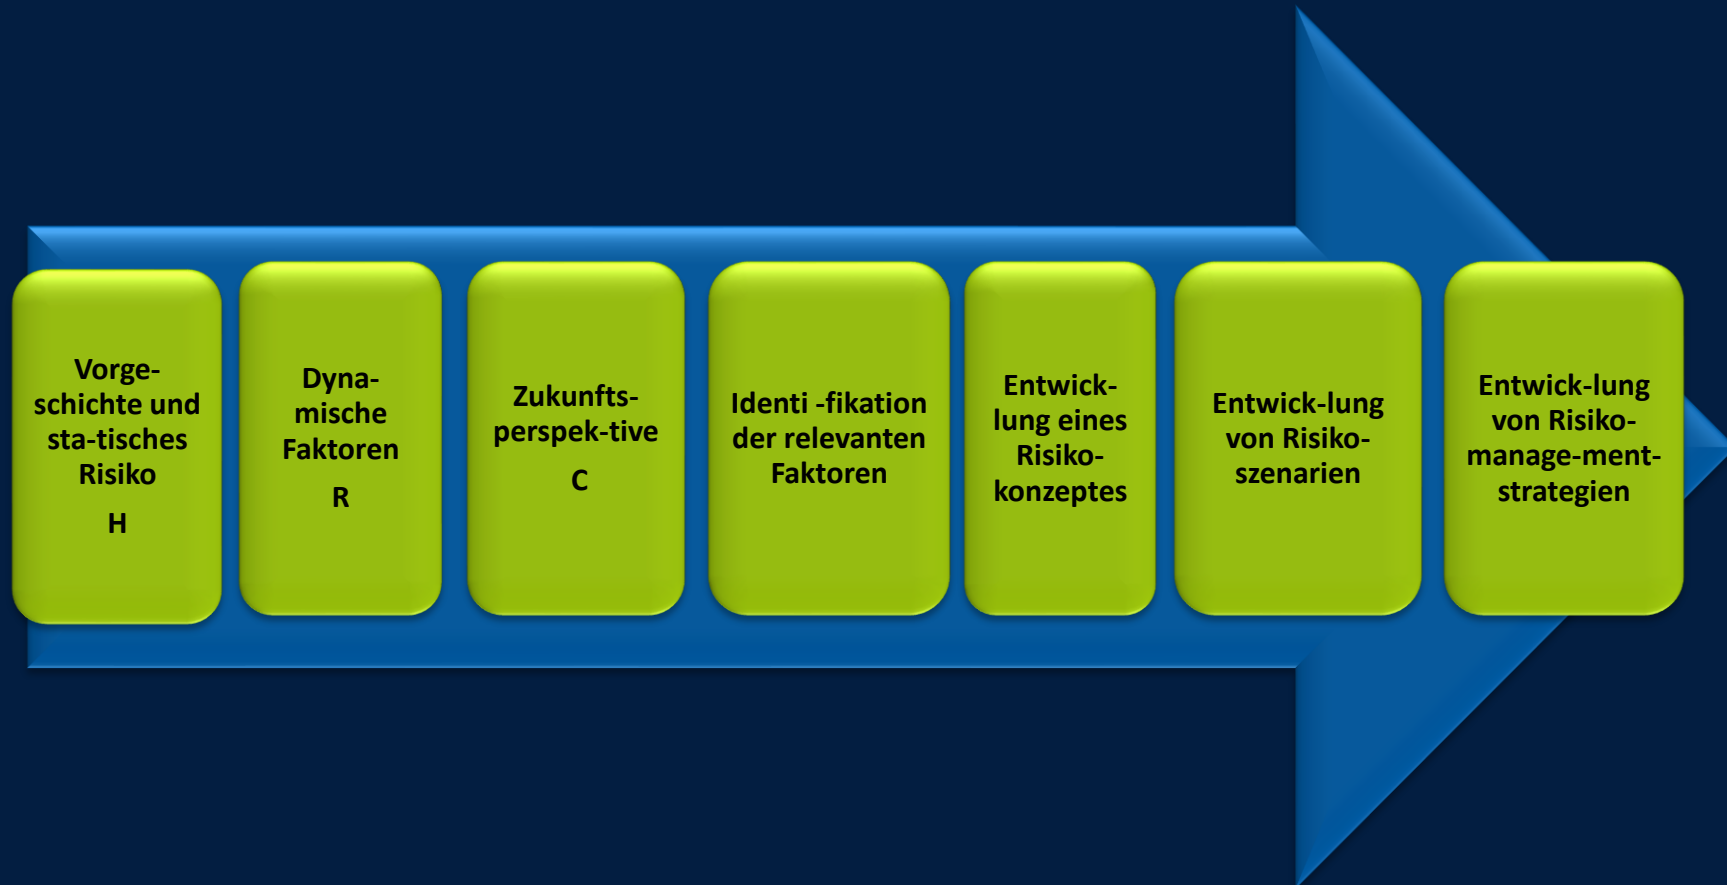 Vorge-
schichte und
sta-tisches
Risiko
H
Dyna-
mische
Faktoren
R
Zukunfts-
perspek-tive
C
Identi -fikation
der relevanten
Faktoren
Entwick-
lung eines
Risiko-
konzeptes
Entwick-lung
von Risiko-
szenarien
Entwick-lung
von Risiko-
manage-ment-
strategien